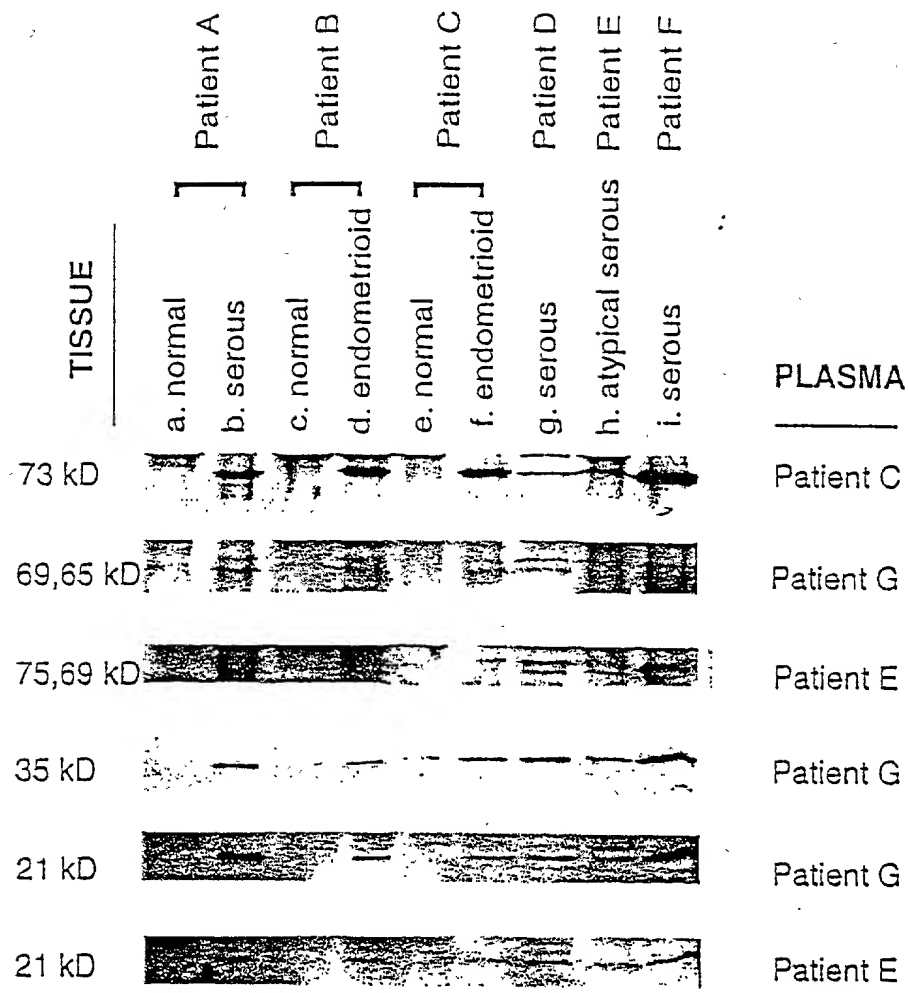 Patient A
Patient B
Patient C
Patient D
Patient E
Patient F
TISSUE
a. normal
b. serous
c. normal
d. endometrioid
e. normal
f. endometrioid
g. serous
h. atypical serous
i. serous
PLASMA
73 kD
Patient C
69,65 kD
Patient G
75,69 kD
Patient E
35 kD
Patient G
21 kD
Patient G
21 kD
Patient E